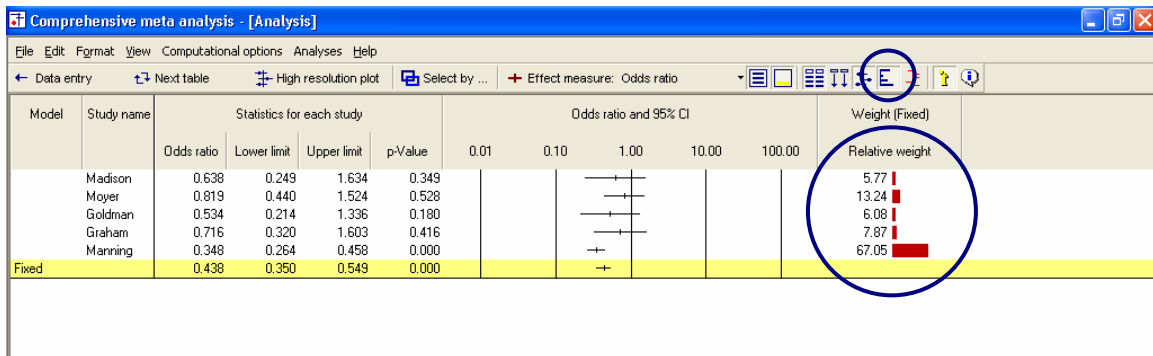 Comprehensive meta analysis - [Analysis]
File Edit Format View Computational options Analyses Help
← Data entry Next table High resolution plot Select by ... + Effect measure: Odds ratio
Model Study name Statistics for each study Odds ratio and 95% CI Weight (Fixed)
Odds ratio Lower limit Upper limit p-Value 0.01 0.10 1.00 10.00 100.00 Relative weight
Madison 0.638 0.249 1.634 0.349 5.77
Moyer 0.819 0.440 1.524 0.528 13.24
Goldman 0.534 0.214 1.336 0.180 6.08
Graham 0.716 0.320 1.603 0.416 7.87
Manning 0.348 0.264 0.458 0.000 67.05
Fixed 0.438 0.350 0.549 0.000